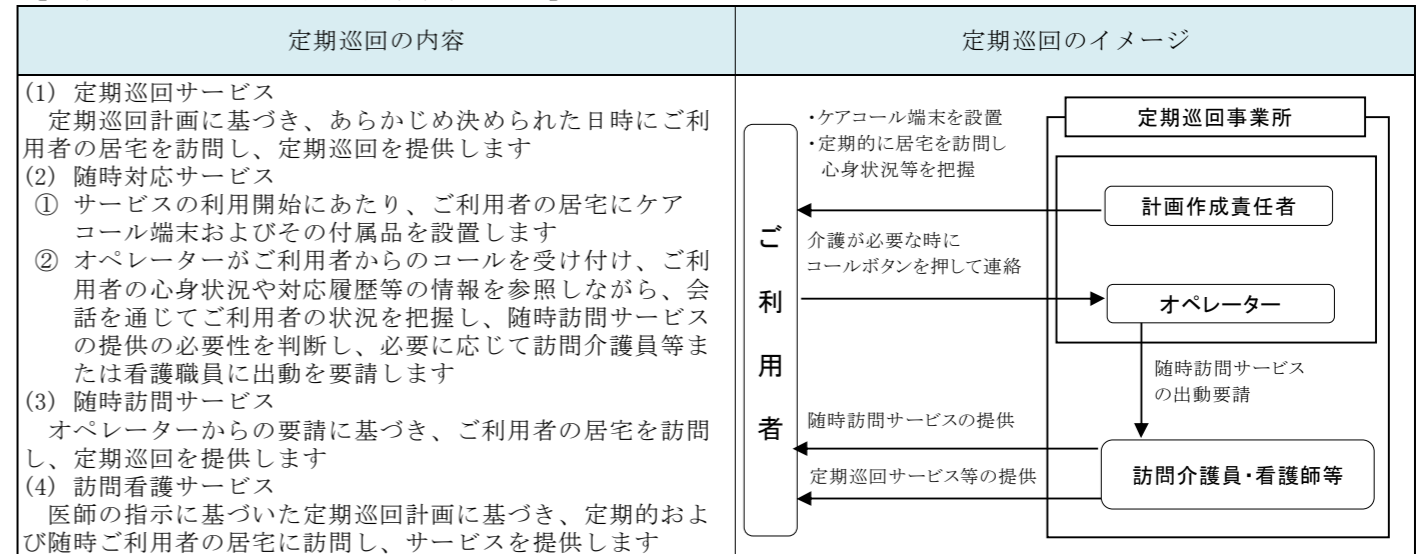 定期巡回の内容
定期巡回のイメージ
(1) 定期巡回サービス
定期巡回計画に基づき、あらかじめ決められた日時にご利
用者の居宅を訪問し、定期巡回を提供します
(2) 随時対応サービス
① サービスの利用開始にあたり、ご利用者の居宅にケア
コール端末およびその付属品を設置します
② オペレーターがご利用者からのコールを受け付け、ご利
用者の心身状況や対応履歴等の情報を参照しながら、会
話を通じてご利用者の状況を把握し、随時訪問サービス
の提供の必要性を判断し、必要に応じて訪問介護員等ま
たは看護職員に出動を要請します
(3) 随時訪問サービス
オペレーターからの要請に基づき、ご利用者の居宅を訪問
し、定期巡回を提供します
(4) 訪問看護サービス
医師の指示に基づいた定期巡回計画に基づき、定期的およ
び随時ご利用者の居宅に訪問し、サービスを提供します
ご利用者
・ケアコール端末を設置
・定期的に居宅を訪問し
心身状況等を把握
介護が必要な時に
コールボタンを押して連絡
随時訪問サービスの提供
定期巡回サービス等の提供
定期巡回事業所
計画作成責任者
オペレーター
随時訪問サービス
の出動要請
訪問介護員・看護師等